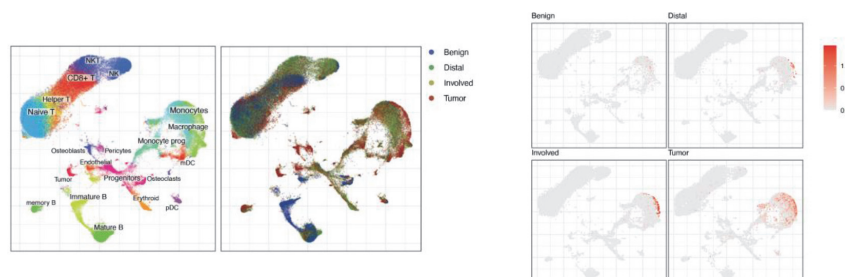 Benign
Distal
NKT
NK
CD8+ T
Helper T
Naive T
Monocytes
Macrophage
Monocyte prog.
Osteoblasts
Pericytes
Endothelial
mDC
Tumor
Progenitors
Osteoclasts
memory B
Immature B
Erythroid
pDC
Mature B
Benign
Distal
Involved
Tumor
1
0
0
Involved
Tumor